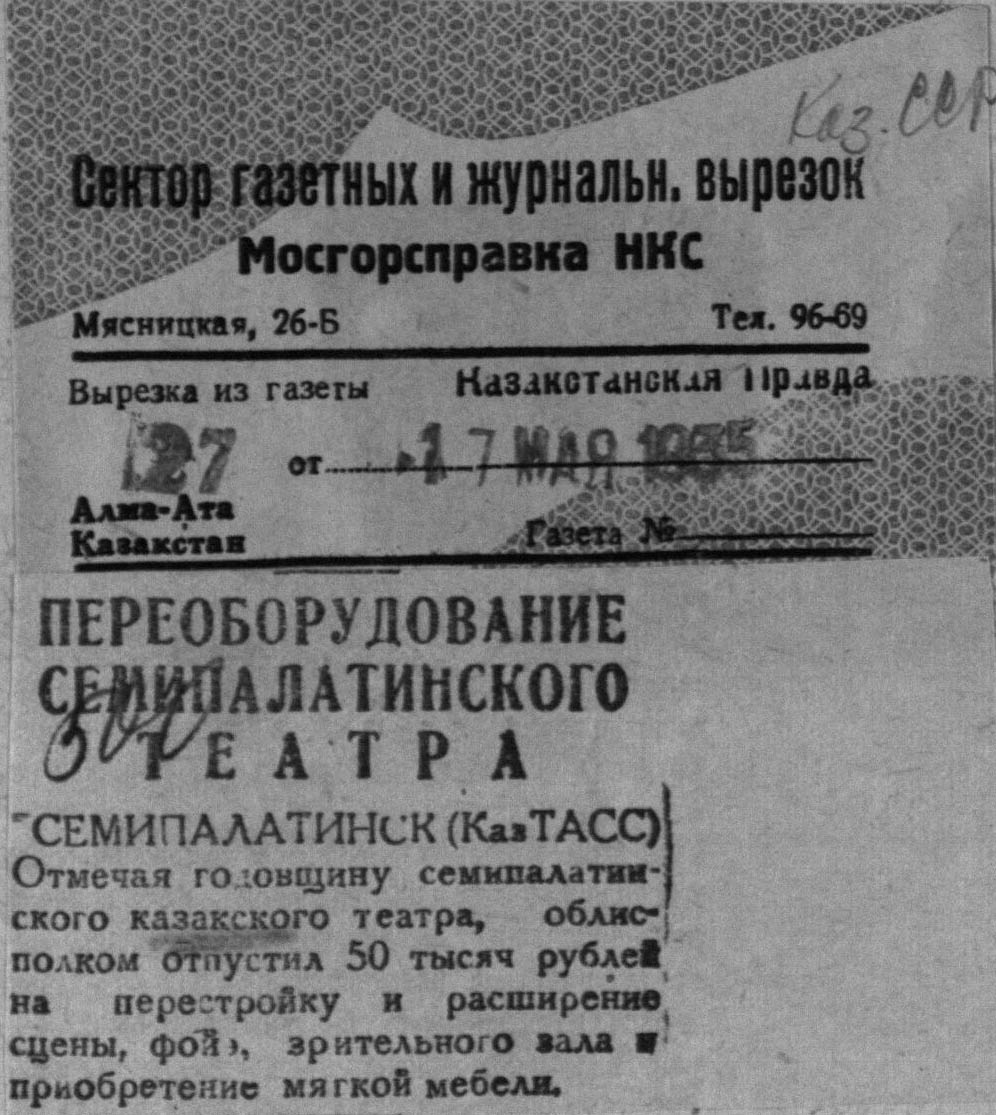 Каз. ССР
Сектор газетных и журнальн. вырезок
Мосгорсправка НКС
Мясницкая, 26-Б Тел. 96-69
Вырезка из газеты Казакстанская Правда
127 от 17 МАЯ 1935
Алма-Ата
Казакстан Газета №
ПЕРЕОБОРУДОВАНИЕ
СЕМИПАЛАТИНСКОГО
ТЕАТРА
СЕМИПАЛАТИНСК (КазТАСС)
Отмечая годовщину семипалатин-
ского казакского театра, облис-
полком отпустил 50 тысяч рублей
на перестройку и расширение
сцены, фойэ, зрительного зала и
приобретение мягкой мебели.